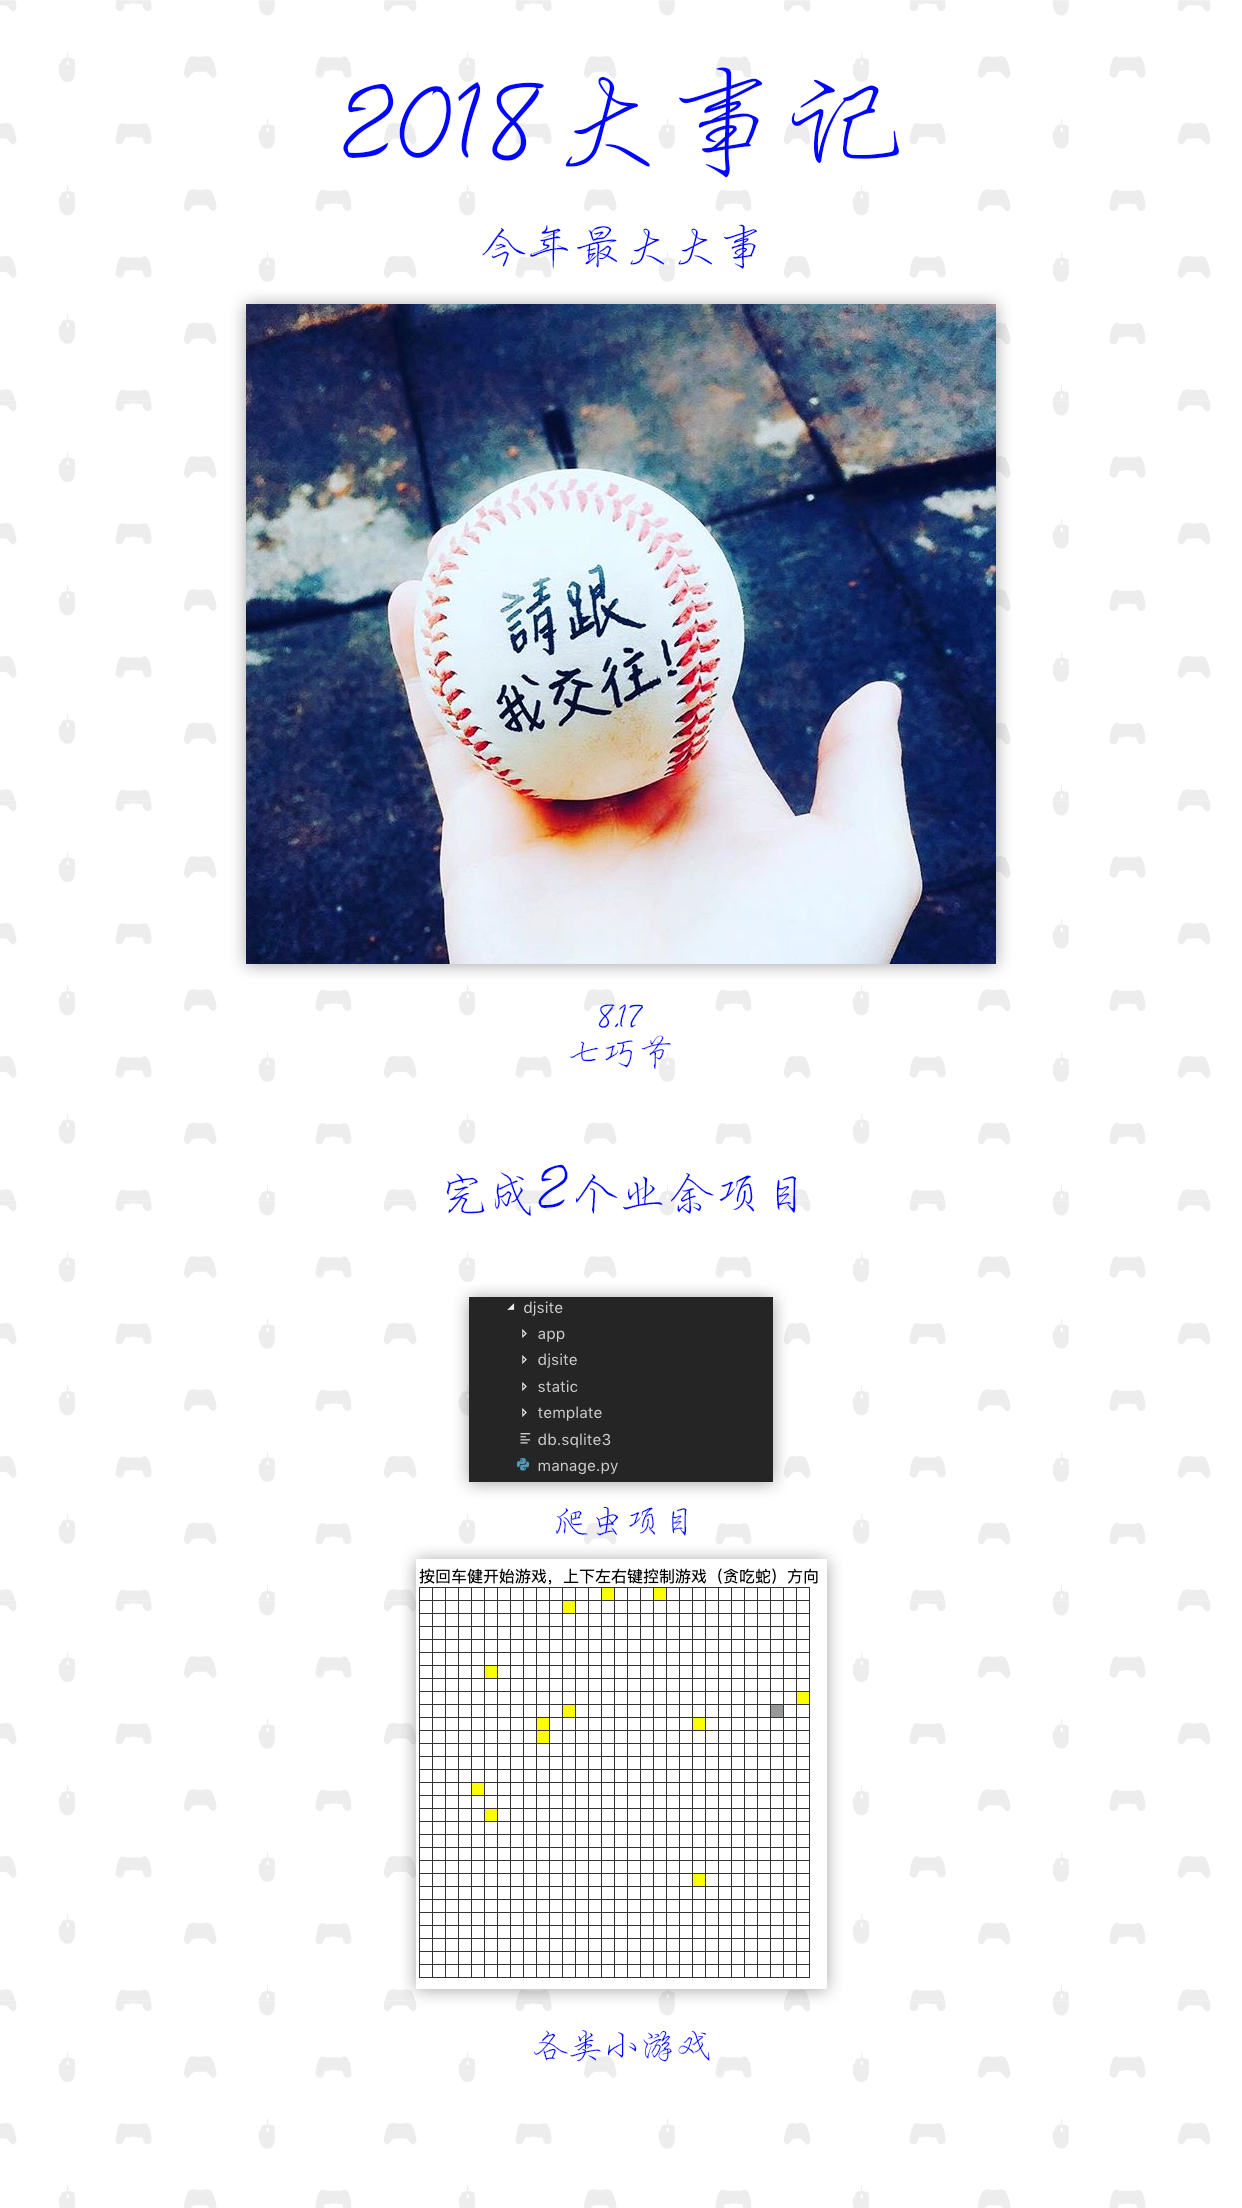 2018大事记
今年最大大事
請跟
我交往!
8.17
七巧节
完成2个业余项目
djsite
app
djsite
static
template
db.sqlite3
manage.py
爬虫项目
按回车健开始游戏，上下左右键控制游戏（贪吃蛇）方向
各类小游戏